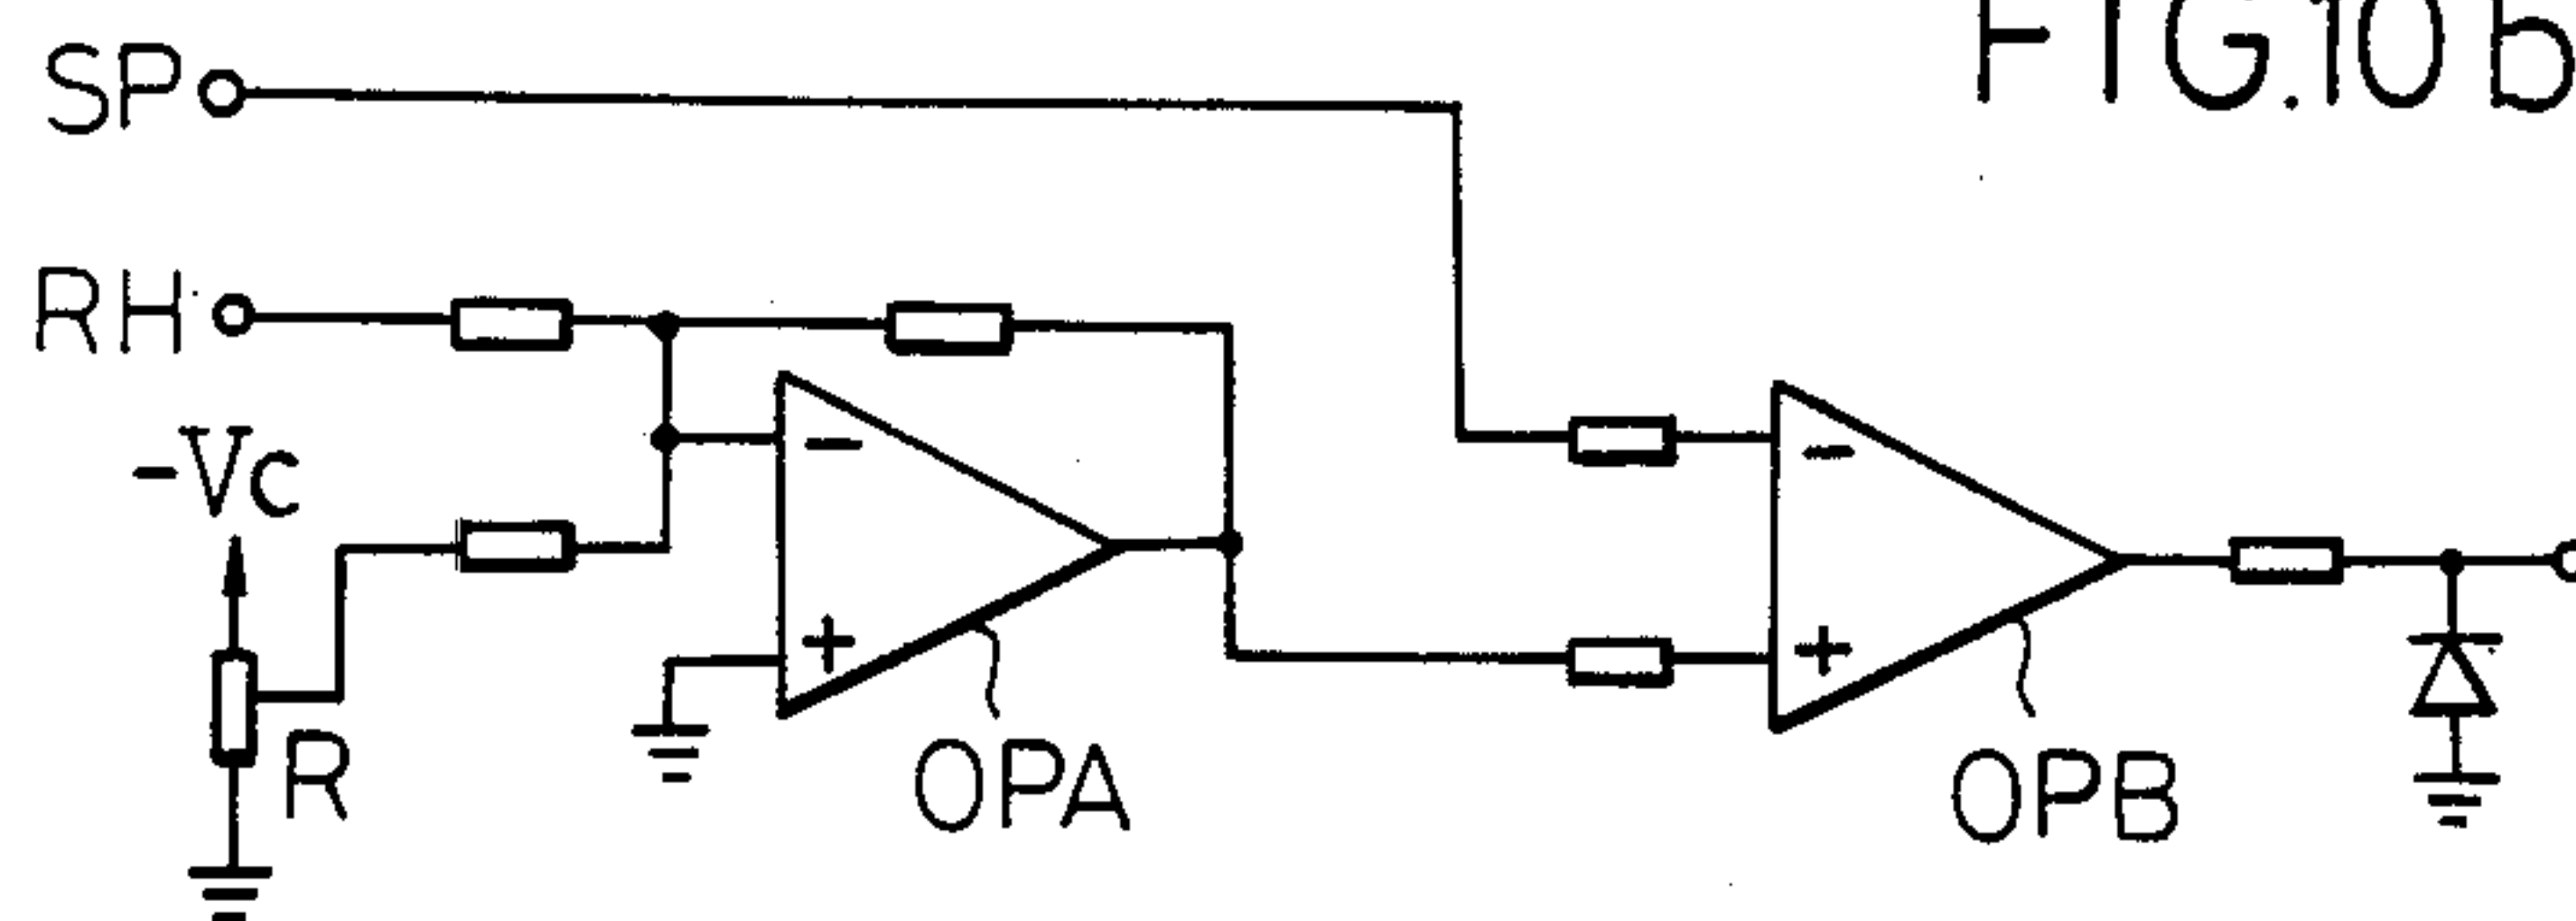 FIG.10b
SP
RH
-Vc
R
-
+
OPA
-
+
OPB